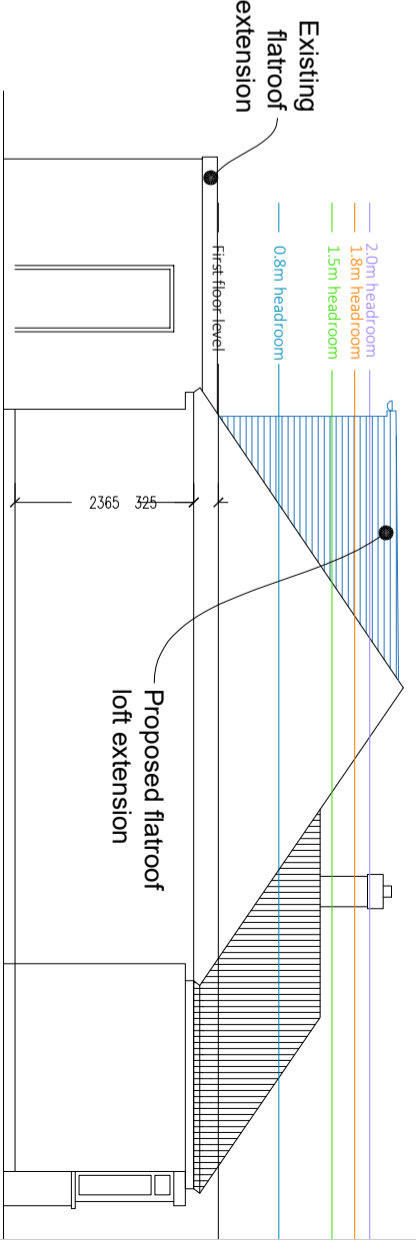 Existing
flatroof
extension
2.0m headroom
1.8m headroom
1.5m headroom
0.8m headroom
First floor level
2365 325
Proposed flatroof
loft extension